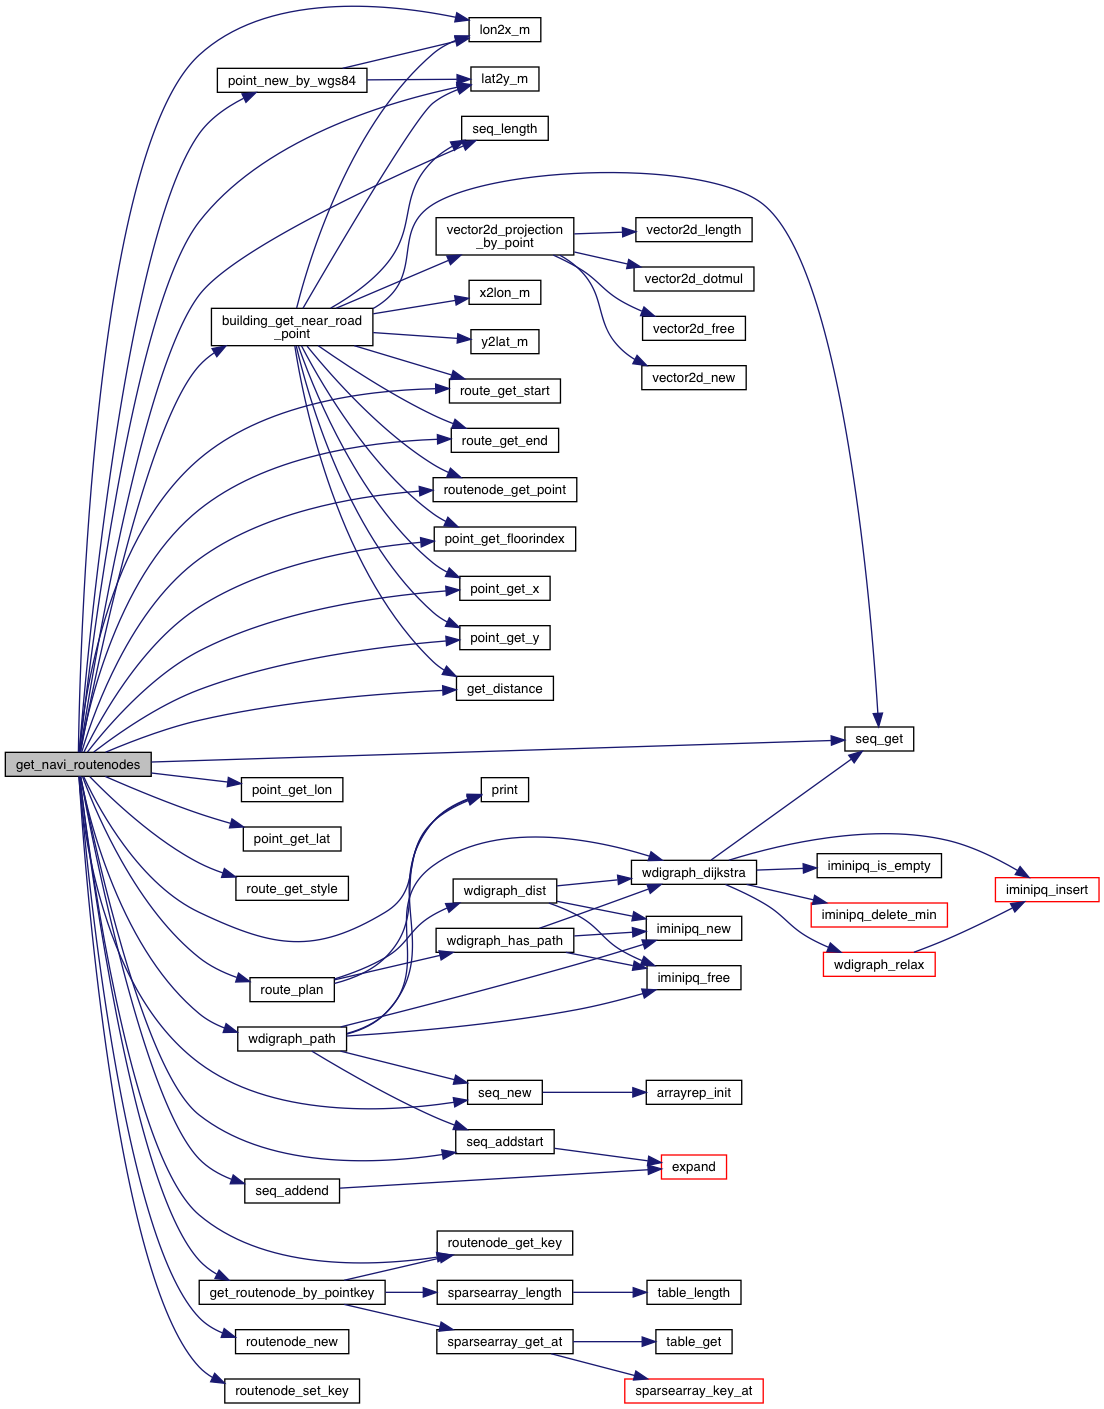 lon2x_m
point_new_by_wgs84
lat2y_m
seq_length
vector2d_projection
_by_point
vector2d_length
vector2d_dotmul
x2lon_m
building_get_near_road
_point
vector2d_free
y2lat_m
vector2d_new
route_get_start
route_get_end
routenode_get_point
point_get_floorindex
point_get_x
point_get_y
get_distance
seq_get
get_navi_routenodes
point_get_lon
print
point_get_lat
iminipq_is_empty
wdigraph_dijkstra
route_get_style
wdigraph_dist
iminipq_insert
iminipq_delete_min
iminipq_new
wdigraph_has_path
wdigraph_relax
iminipq_free
route_plan
wdigraph_path
seq_new
arrayrep_init
seq_addstart
expand
seq_addend
routenode_get_key
get_routenode_by_pointkey
sparsearray_length
table_length
routenode_new
sparsearray_get_at
table_get
routenode_set_key
sparsearray_key_at